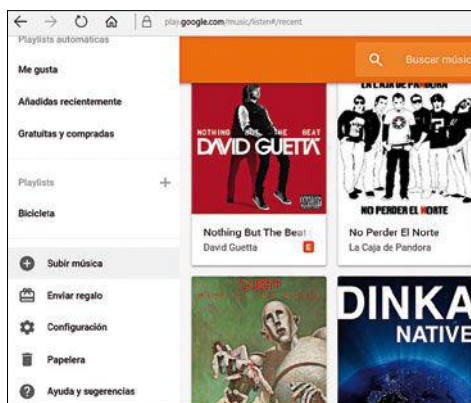 play.google.com/music/listen#/recent
Playlists automáticas
Me gusta
Añadidas recientemente
Gratuitas y compradas
Playlists
Bicicleta
Subir música
Enviar regalo
Configuración
Papelera
Ayuda y sugerencias
Buscar músic
NOTHING BUT THE BEAT
DAVID GUETTA
Nothing But The Beat
David Guetta
E
LA CAJA DE PANDORA
NO PERDER EL NORTE
No Perder El Norte
La Caja de Pandora
QUEEN
DINKA
NATIVE